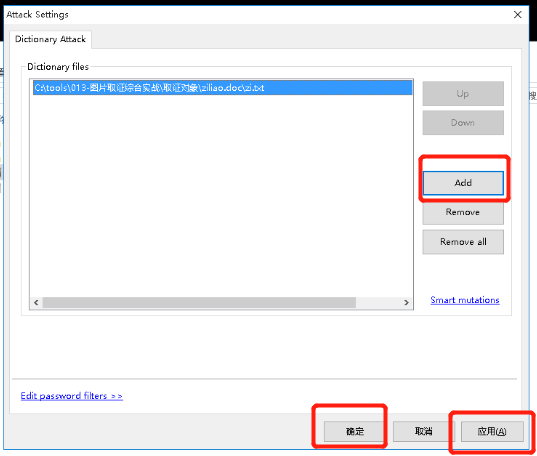 Attack Settings
Dictionary Attack
Dictionary files
C:\tools\013-图片取证综合实战\取证对象\ziliao.doc\zi.txt
Up
Down
Add
Remove
Remove all
Smart mutations
Edit password filters >>
确定
取消
应用(A)